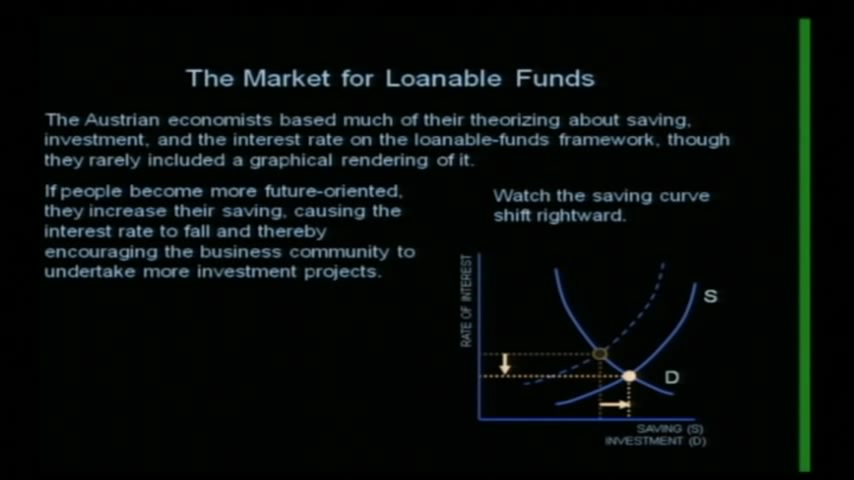 The Market for Loanable Funds
The Austrian economists based much of their theorizing about saving,
investment, and the interest rate on the loanable-funds framework, though
they rarely included a graphical rendering of it.
If people become more future-oriented,
they increase their saving, causing the
interest rate to fall and thereby
encouraging the business community to
undertake more investment projects.
Watch the saving curve
shift rightward.
RATE OF INTEREST
S
D
SAVING (S)
INVESTMENT (D)